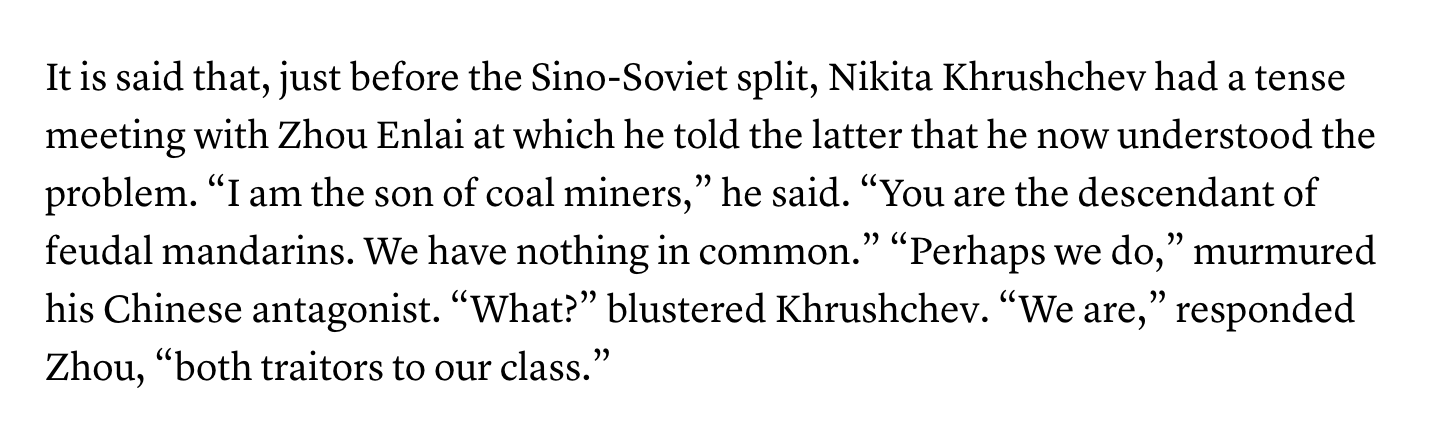 It is said that, just before the Sino-Soviet split, Nikita Khrushchev had a tense
meeting with Zhou Enlai at which he told the latter that he now understood the
problem. “I am the son of coal miners,” he said. “You are the descendant of
feudal mandarins. We have nothing in common.” “Perhaps we do,” murmured
his Chinese antagonist. “What?” blustered Khrushchev. “We are,” responded
Zhou, “both traitors to our class.”